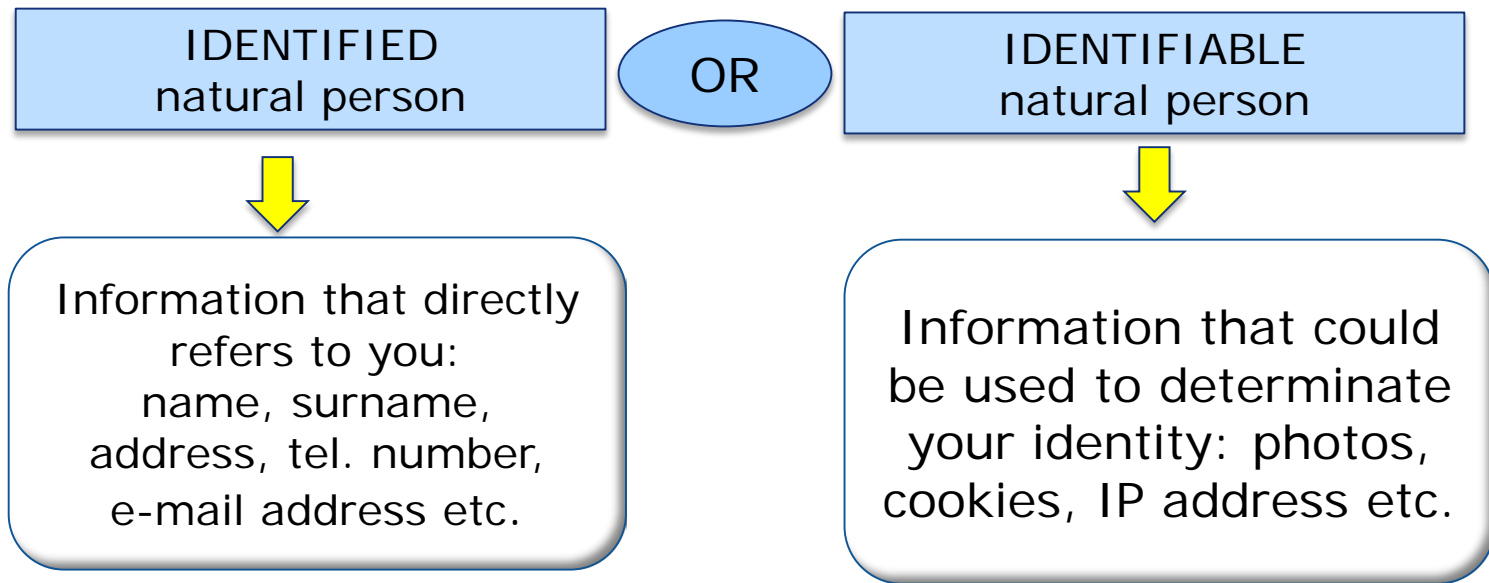 IDENTIFIED
natural person
OR
IDENTIFIABLE
natural person
Information that directly
refers to you:
name, surname,
address, tel. number,
e-mail address etc.
Information that could
be used to determinate
your identity: photos,
cookies, IP address etc.